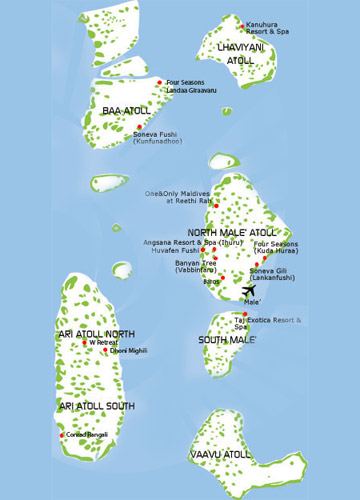 Kanuhura
Resort & Spa
LHAVIYANI
ATOLL
Four Seasons
Landaa Giraavaru
BAA ATOLL
Soneva Fushi
(Kunfunadhoo)
One&Only Maldives
at Reethi Rah
NORTH MALE' ATOLL
Angsana Resort & Spa (Ihuru)
Huvafen Fushi
Four Seasons
(Kuda Huraa)
Banyan Tree
(Vabbinfaru)
Soneva Gili
(Lankanfushi)
Baros
Male'
Taj Exotica Resort &
Spa
ARI ATOLL NORTH
W Retreat
Dhoni Mighili
SOUTH MALE'
ARI ATOLL SOUTH
Conrad Rangali
VAAVU ATOLL